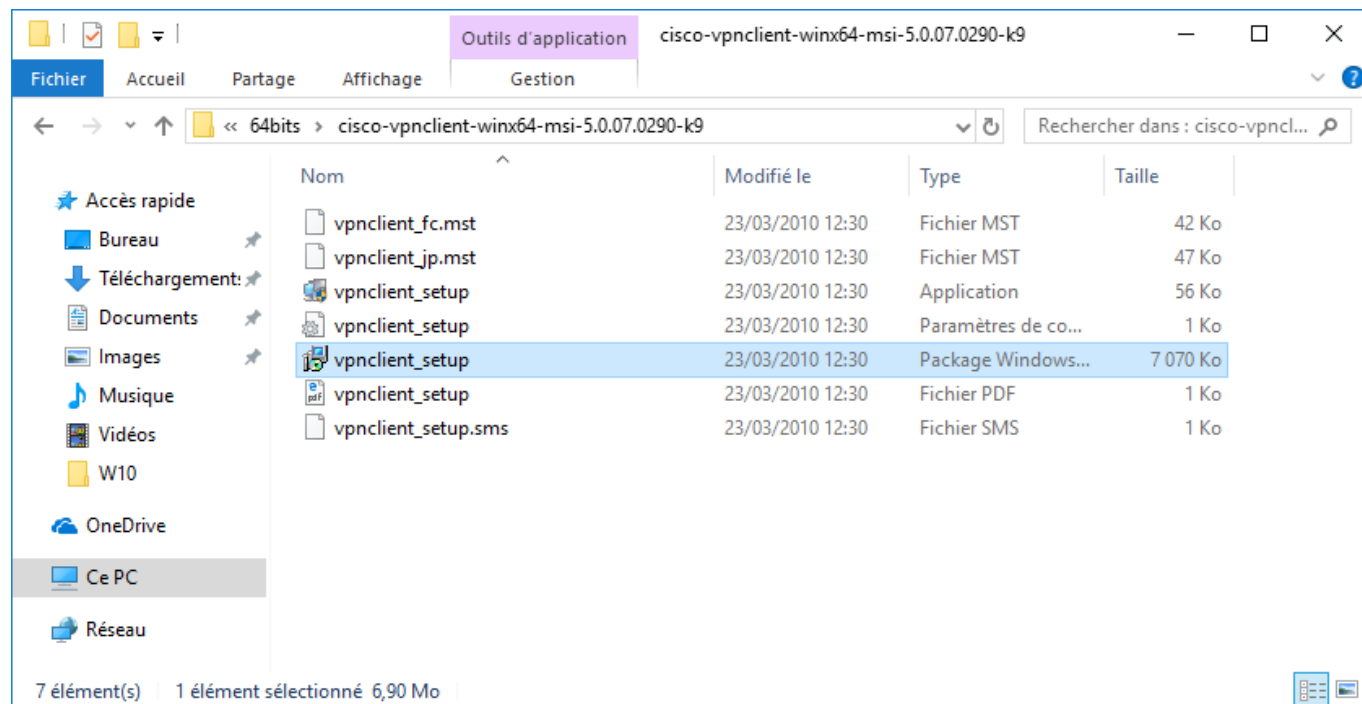 Outils d'application cisco-vpnclient-winx64-msi-5.0.07.0290-k9
Fichier Accueil Partage Affichage Gestion
« 64bits › cisco-vpnclient-winx64-msi-5.0.07.0290-k9 Rechercher dans : cisco-vpncl...
Nom Modifié le Type Taille
Accès rapide
Bureau
Téléchargement:
Documents
Images
Musique
Vidéos
W10
OneDrive
Ce PC
Réseau
vpnclient_fc.mst 23/03/2010 12:30 Fichier MST 42 Ko
vpnclient_jp.mst 23/03/2010 12:30 Fichier MST 47 Ko
vpnclient_setup 23/03/2010 12:30 Application 56 Ko
vpnclient_setup 23/03/2010 12:30 Paramètres de co... 1 Ko
vpnclient_setup 23/03/2010 12:30 Package Windows... 7 070 Ko
vpnclient_setup 23/03/2010 12:30 Fichier PDF 1 Ko
vpnclient_setup.sms 23/03/2010 12:30 Fichier SMS 1 Ko
7 élément(s) 1 élément sélectionné 6,90 Mo